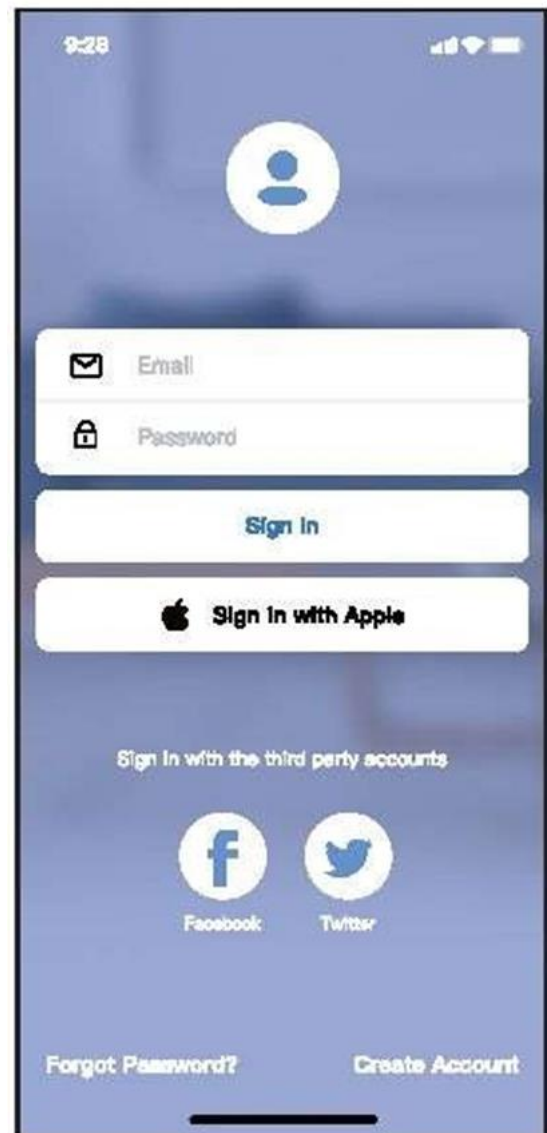 9:28
Email
Password
Sign in
Sign in with Apple
Sign in with the third party accounts
Facebook Twitter
Forgot Password? Create Account